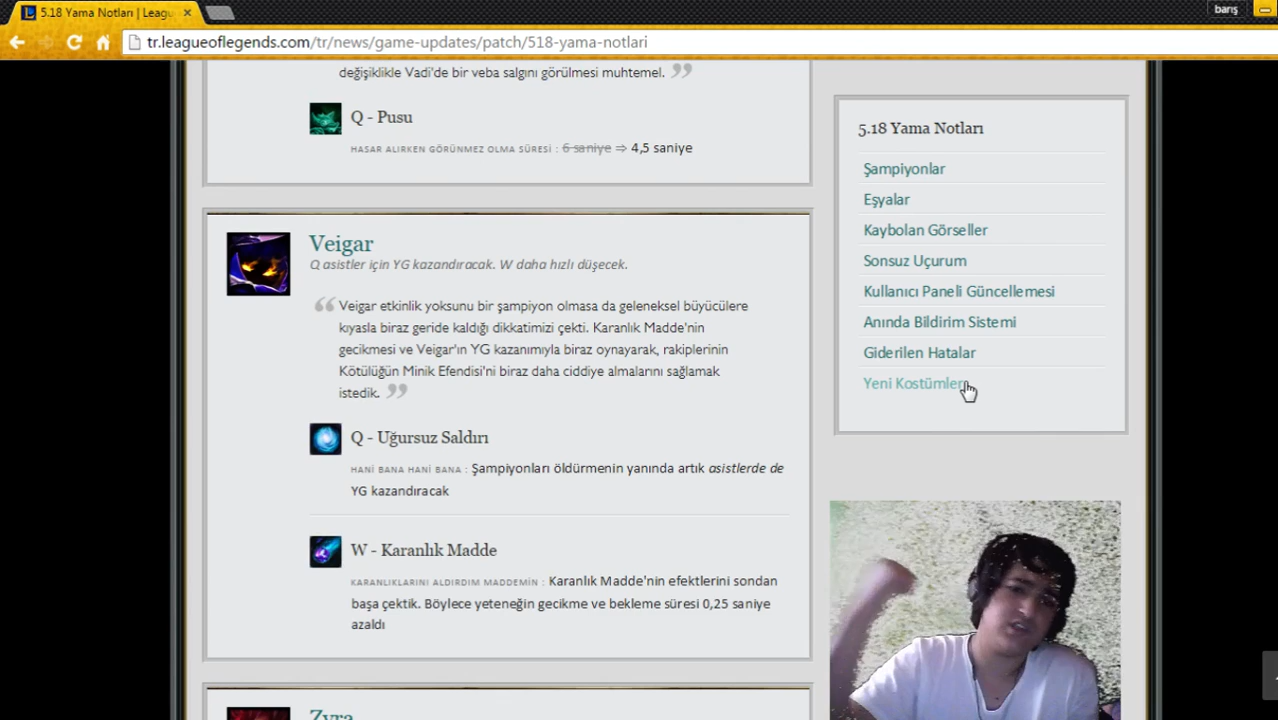 5.18 Yama Notları | Leagu
barış
tr.leagueoflegends.com/tr/news/game-updates/patch/518-yama-notlari
değişiklikle Vadi'de bir veba salgını görülmesi muhtemel.
Q - Pusu
HASAR ALIRKEN GÖRÜNMEZ OLMA SÜRESİ : 6 saniye ⇒ 4,5 saniye
Veigar
Q asistler için YG kazandıracak. W daha hızlı düşecek.
Veigar etkinlik yoksunu bir şampiyon olmasa da geleneksel büyücülere
kıyasla biraz geride kaldığı dikkatimizi çekti. Karanlık Madde'nin
gecikmesi ve Veigar'ın YG kazanımıyla biraz oynayarak, rakiplerinin
Kötülüğün Minik Efendisi'ni biraz daha ciddiye almalarını sağlamak
istedik.
Q - Uğursuz Saldırı
HANİ BANA HANİ BANA : Şampiyonları öldürmenin yanında artık asistlerde de
YG kazandıracak
W - Karanlık Madde
KARANLIKLARINI ALDIRDIM MADDEMİN : Karanlık Madde'nin efektlerini sondan
başa çektik. Böylece yeteneğin gecikme ve bekleme süresi 0,25 saniye
azaldı
Zyra
5.18 Yama Notları
Şampiyonlar
Eşyalar
Kaybolan Görseller
Sonsuz Uçurum
Kullanıcı Paneli Güncellemesi
Anında Bildirim Sistemi
Giderilen Hatalar
Yeni Kostümler